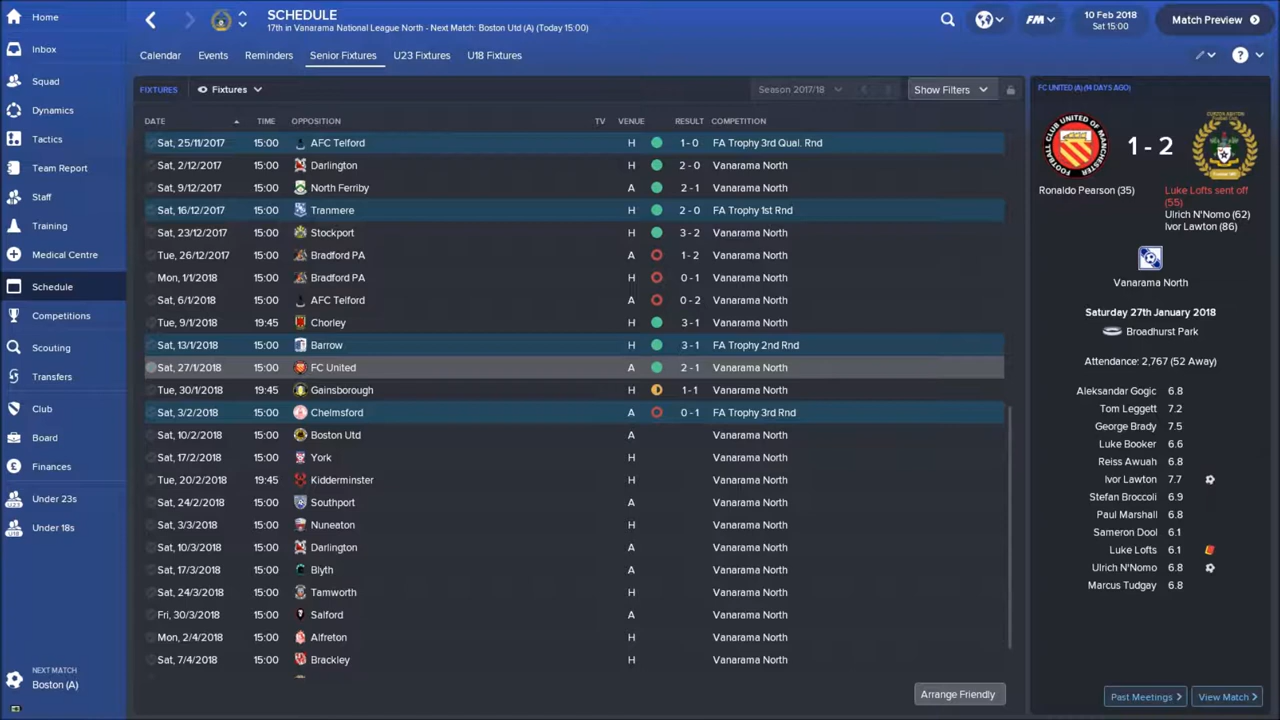 Home
Inbox
Squad
Dynamics
Tactics
Team Report
Staff
Training
Medical Centre
Schedule
Competitions
Scouting
Transfers
Club
Board
Finances
Under 23s
Under 18s
NEXT MATCH
Boston (A)
SCHEDULE
17th in Vanarama National League North - Next Match: Boston Utd (A) (Today 15:00)
FM
10 Feb 2018
Sat 15:00
Match Preview
Calendar Events Reminders Senior Fixtures U23 Fixtures U18 Fixtures
FIXTURES Fixtures Season 2017/18 Show Filters
DATE TIME OPPOSITION TV VENUE RESULT COMPETITION
Sat, 25/11/2017 15:00 AFC Telford H 1-0 FA Trophy 3rd Qual. Rnd
Sat, 2/12/2017 15:00 Darlington H 2-0 Vanarama North
Sat, 9/12/2017 15:00 North Ferriby A 2-1 Vanarama North
Sat, 16/12/2017 15:00 Tranmere H 2-0 FA Trophy 1st Rnd
Sat, 23/12/2017 15:00 Stockport H 3-2 Vanarama North
Tue, 26/12/2017 15:00 Bradford PA A 1-2 Vanarama North
Mon, 1/1/2018 15:00 Bradford PA H 0-1 Vanarama North
Sat, 6/1/2018 15:00 AFC Telford A 0-2 Vanarama North
Tue, 9/1/2018 19:45 Chorley H 3-1 Vanarama North
Sat, 13/1/2018 15:00 Barrow H 3-1 FA Trophy 2nd Rnd
Sat, 27/1/2018 15:00 FC United A 2-1 Vanarama North
Tue, 30/1/2018 19:45 Gainsborough H 1-1 Vanarama North
Sat, 3/2/2018 15:00 Chelmsford A 0-1 FA Trophy 3rd Rnd
Sat, 10/2/2018 15:00 Boston Utd A Vanarama North
Sat, 17/2/2018 15:00 York H Vanarama North
Tue, 20/2/2018 19:45 Kidderminster H Vanarama North
Sat, 24/2/2018 15:00 Southport A Vanarama North
Sat, 3/3/2018 15:00 Nuneaton H Vanarama North
Sat, 10/3/2018 15:00 Darlington A Vanarama North
Sat, 17/3/2018 15:00 Blyth A Vanarama North
Sat, 24/3/2018 15:00 Tamworth H Vanarama North
Fri, 30/3/2018 15:00 Salford A Vanarama North
Mon, 2/4/2018 15:00 Alfreton H Vanarama North
Sat, 7/4/2018 15:00 Brackley H Vanarama North
Arrange Friendly
FC UNITED (A) (14 DAYS AGO)
1 - 2
Ronaldo Pearson (35)
Luke Lofts sent off
(55)
Ulrich N'Nomo (62)
Ivor Lawton (86)
Vanarama North
Saturday 27th January 2018
Broadhurst Park
Attendance: 2,767 (52 Away)
Aleksandar Gogic 6.8
Tom Leggett 7.2
George Brady 7.5
Luke Booker 6.6
Reiss Awuah 6.8
Ivor Lawton 7.7
Stefan Broccoli 6.9
Paul Marshall 6.8
Sameron Dool 6.1
Luke Lofts 6.1
Ulrich N'Nomo 6.8
Marcus Tudgay 6.8
Past Meetings
View Match